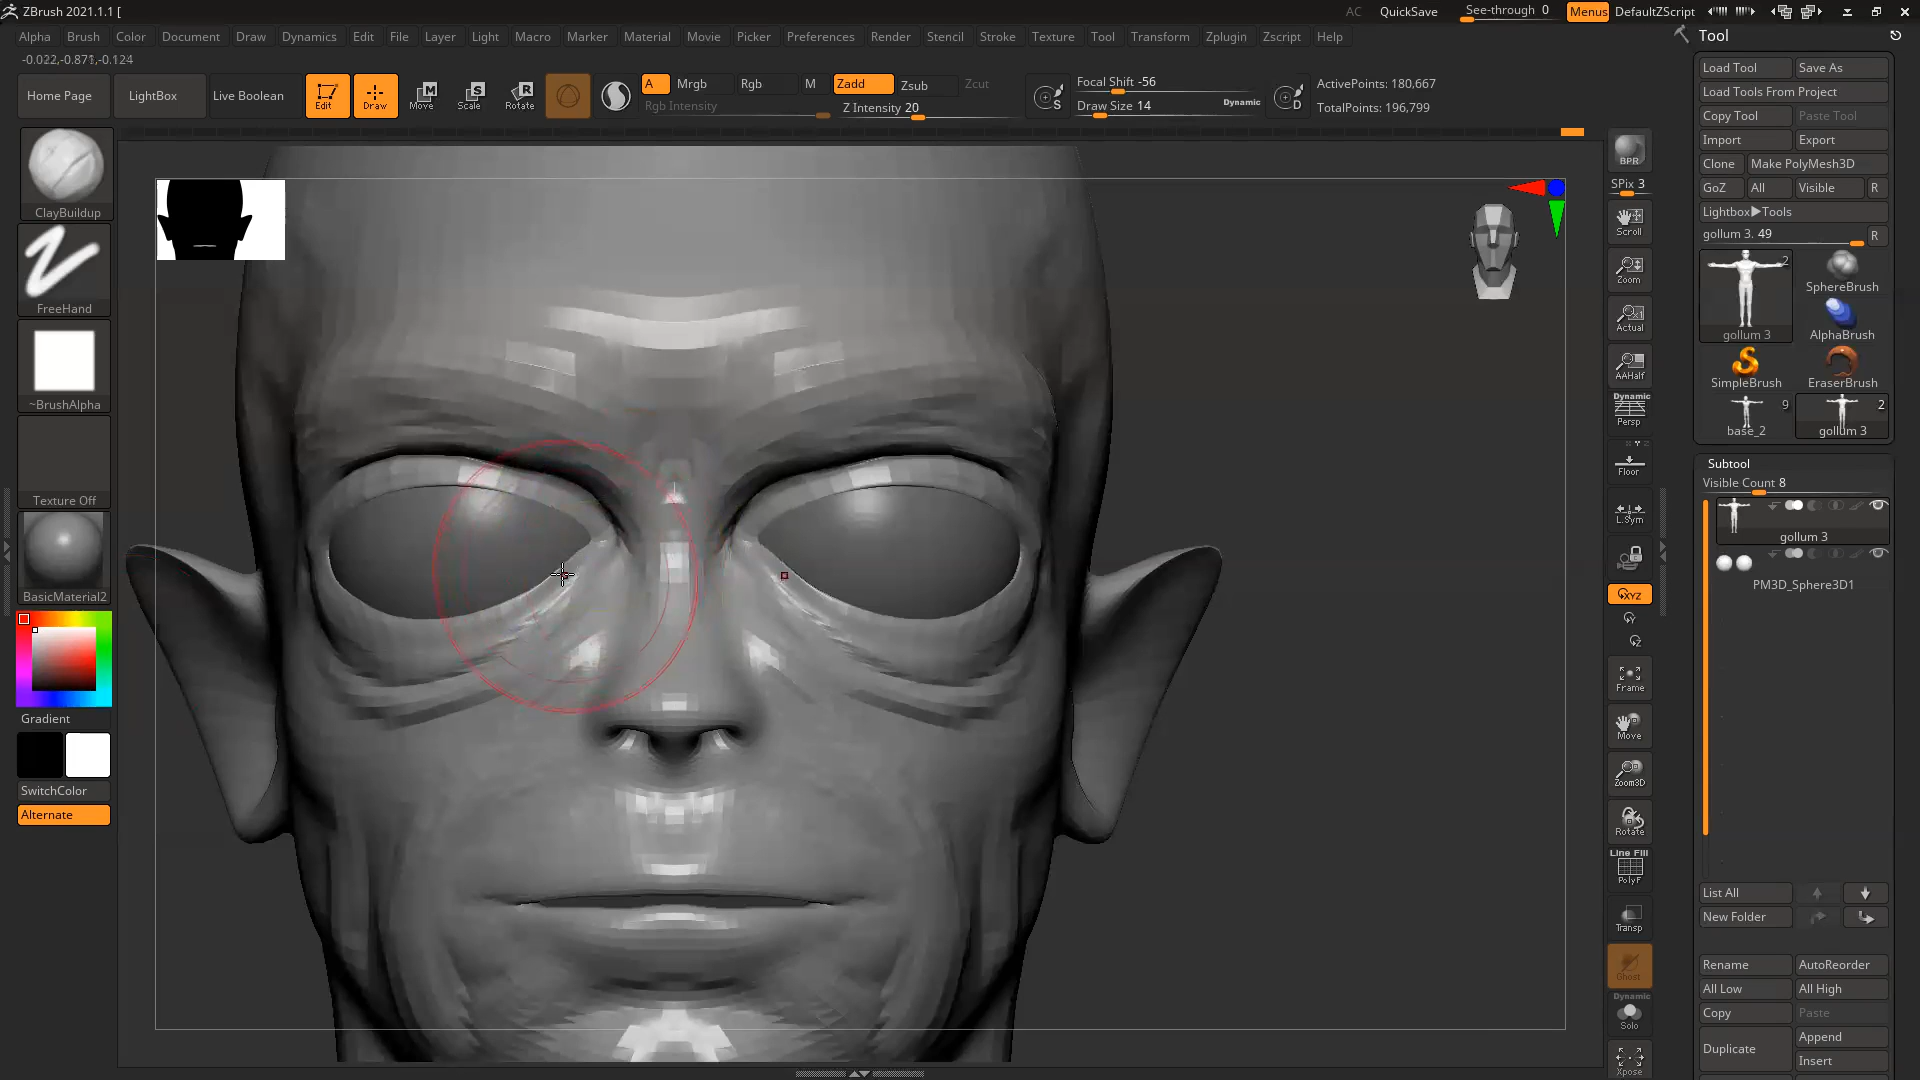 ZBrush 2021.1.1 [
AC QuickSave See-through 0 Menus DefaultZScript
Alpha Brush Color Document Draw Dynamics Edit File Layer Light Macro Marker Material Movie Picker Preferences Render Stencil Stroke Texture Tool Transform Zplugin Zscript Help
Tool
-0.022,-0.871,-0.124
Home Page LightBox Live Boolean Edit Draw Move Scale Rotate
A Mrgb Rgb M Zadd Zsub Zcut
Rgb Intensity Z Intensity 20
Focal Shift -56
Draw Size 14 Dynamic
S
D
ActivePoints: 180,667
TotalPoints: 196,799
ClayBuildup
FreeHand
~BrushAlpha
Texture Off
BasicMaterial2
Gradient
SwitchColor
Alternate
BPR
SPix 3
Scroll
Zoom
Actual
AAHalf
Dynamic
Persp
Floor
L.Sym
XYZ
Y
Z
Frame
Move
Zoom3D
Rotate
Line Fill
PolyF
Transp
Ghost
Dynamic
Solo
Xpose
Load Tool Save As
Load Tools From Project
Copy Tool Paste Tool
Import Export
Clone Make PolyMesh3D
GoZ All Visible R
Lightbox▶Tools
gollum 3. 49 R
2
gollum 3
SphereBrush
AlphaBrush
SimpleBrush EraserBrush
9 2
base_2 gollum 3
Subtool
Visible Count 8
gollum 3
PM3D_Sphere3D1
List All
New Folder
Rename AutoReorder
All Low All High
Copy Paste
Duplicate Append
Insert